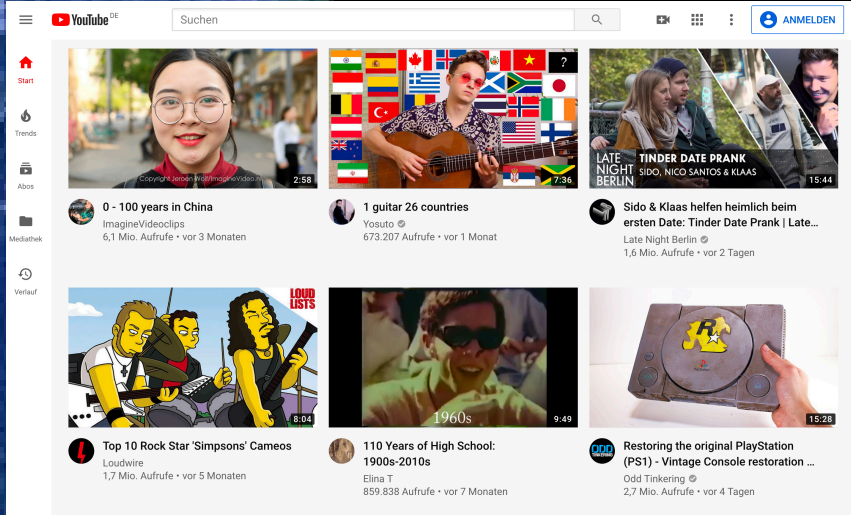 YouTube DE
Suchen
ANMELDEN
Start
Trends
Abos
Mediathek
Verlauf
Copyright Jeroen Wolf/ImagineVideo.nl
2:58
0 - 100 years in China
ImagineVideoclips
6,1 Mio. Aufrufe • vor 3 Monaten
?
7:36
1 guitar 26 countries
Yosuto
673.207 Aufrufe • vor 1 Monat
LATE NIGHT BERLIN
TINDER DATE PRANK
SIDO, NICO SANTOS & KLAAS
15:44
Sido & Klaas helfen heimlich beim
ersten Date: Tinder Date Prank | Late…
Late Night Berlin
1,6 Mio. Aufrufe • vor 2 Tagen
LOUD
LISTS
8:04
Top 10 Rock Star 'Simpsons' Cameos
Loudwire
1,7 Mio. Aufrufe • vor 5 Monaten
1960s
9:49
110 Years of High School:
1900s-2010s
Elina T
859.838 Aufrufe • vor 7 Monaten
R
15:28
ODD
TINKERING
Restoring the original PlayStation
(PS1) - Vintage Console restoration …
Odd Tinkering
2,7 Mio. Aufrufe • vor 4 Tagen